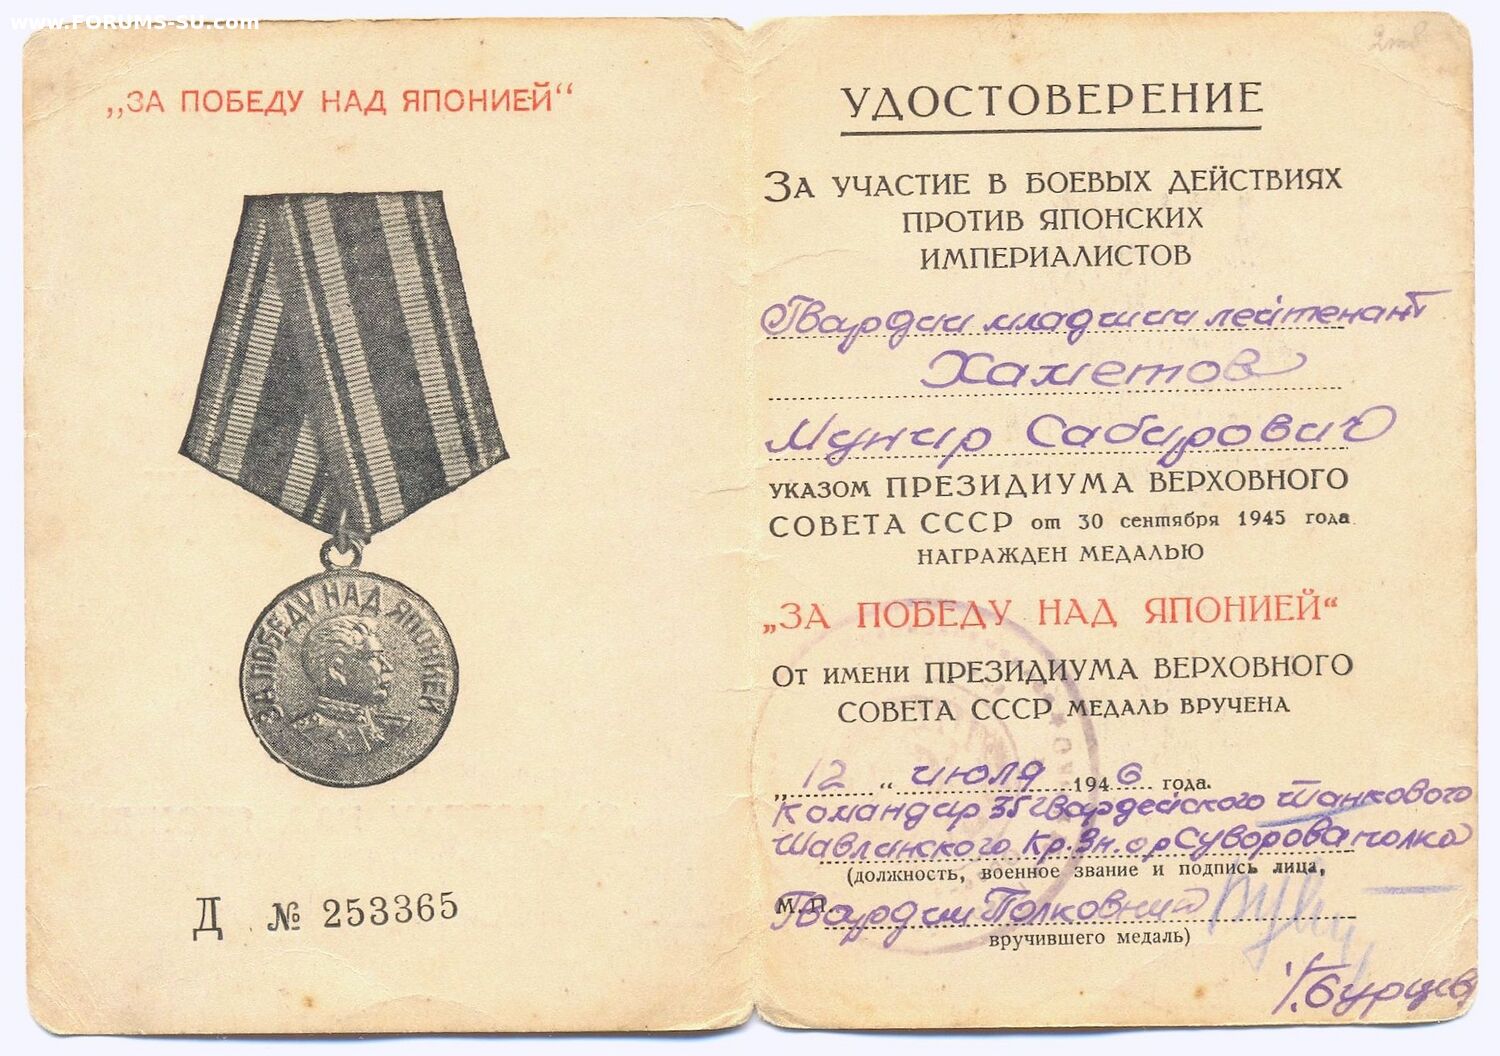 www.FORUMS-SU.com
„ЗА ПОБЕДУ НАД ЯПОНИЕЙ“
ЗА ПОБЕДУ НАД ЯПОНИЕЙ
Д № 253365
УДОСТОВЕРЕНИЕ
ЗА УЧАСТИЕ В БОЕВЫХ ДЕЙСТВИЯХ
ПРОТИВ ЯПОНСКИХ
ИМПЕРИАЛИСТОВ
Гвардии младший лейтенант
Хаметов
Мунир Сабирович
УКАЗОМ ПРЕЗИДИУМА ВЕРХОВНОГО
СОВЕТА СССР от 30 сентября 1945 года
НАГРАЖДЕН МЕДАЛЬЮ
„ЗА ПОБЕДУ НАД ЯПОНИЕЙ“
ОТ ИМЕНИ ПРЕЗИДИУМА ВЕРХОВНОГО
СОВЕТА СССР МЕДАЛЬ ВРУЧЕНА
„12“ июля 1946 года.
Командир 35 Гвардейского Танкового
Шавлинского Кр.Зн. ор Суворова полка
(должность, военное звание и подпись лица,
М. П. Гвардии Полковник
вручившего медаль)
/Бурцев